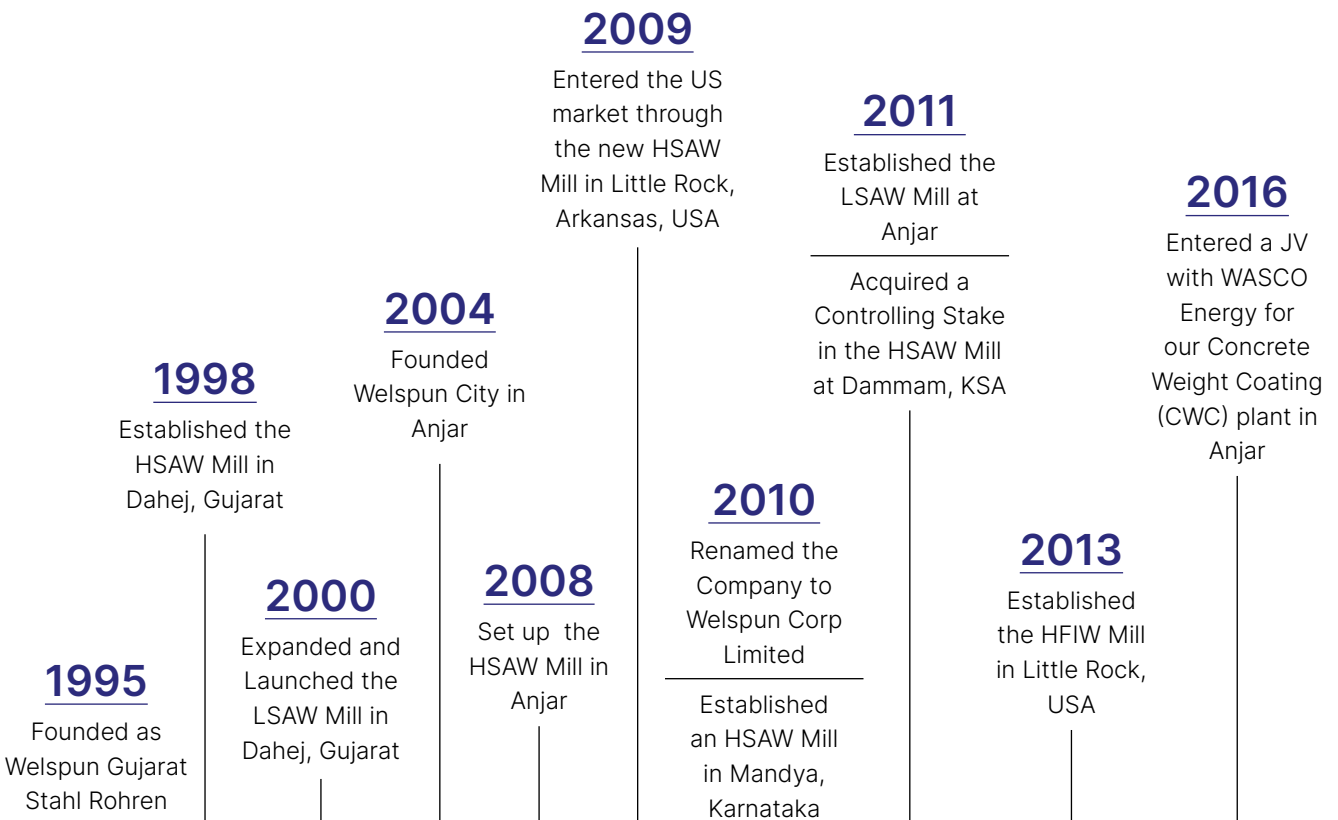 1995
Founded as
Welspun Gujarat
Stahl Rohren
1998
Established the
HSAW Mill in
Dahej, Gujarat
2000
Expanded and
Launched the
LSAW Mill in
Dahej, Gujarat
2004
Founded
Welspun City in
Anjar
2008
Set up  the
HSAW Mill in
Anjar
2009
Entered the US
market through
the new HSAW
Mill in Little Rock,
Arkansas, USA
2010
Renamed the
Company to
Welspun Corp
Limited
Established
an HSAW Mill
in Mandya,
Karnataka
2011
Established the
LSAW Mill at
Anjar
Acquired a
Controlling Stake
in the HSAW Mill
at Dammam, KSA
2013
Established
the HFIW Mill
in Little Rock,
USA
2016
Entered a JV
with WASCO
Energy for
our Concrete
Weight Coating
(CWC) plant in
Anjar